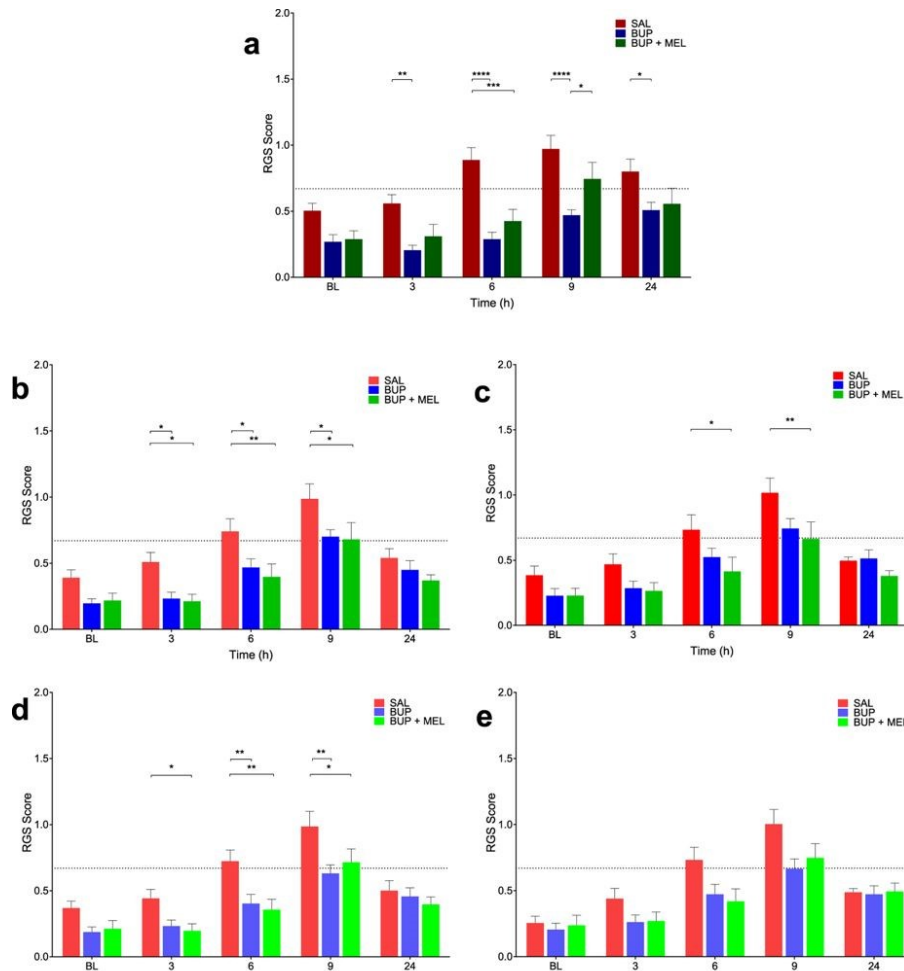 a
SAL
BUP
BUP + MEL
2.0
1.5
1.0
0.5
0.0
RGS Score
** **** *** **** * *
BL 3 6 9 24
Time (h)
b
SAL
BUP
BUP + MEL
2.0
1.5
1.0
0.5
0.0
RGS Score
* * * ** * *
BL 3 6 9 24
Time (h)
c
SAL
BUP
BUP + MEL
2.0
1.5
1.0
0.5
0.0
RGS Score
* **
BL 3 6 9 24
Time (h)
d
SAL
BUP
BUP + MEL
2.0
1.5
1.0
0.5
0.0
RGS Score
* ** ** ** *
BL 3 6 9 24
e
SAL
BUP
BUP + MEL
2.0
1.5
1.0
0.5
0.0
RGS Score
BL 3 6 9 24